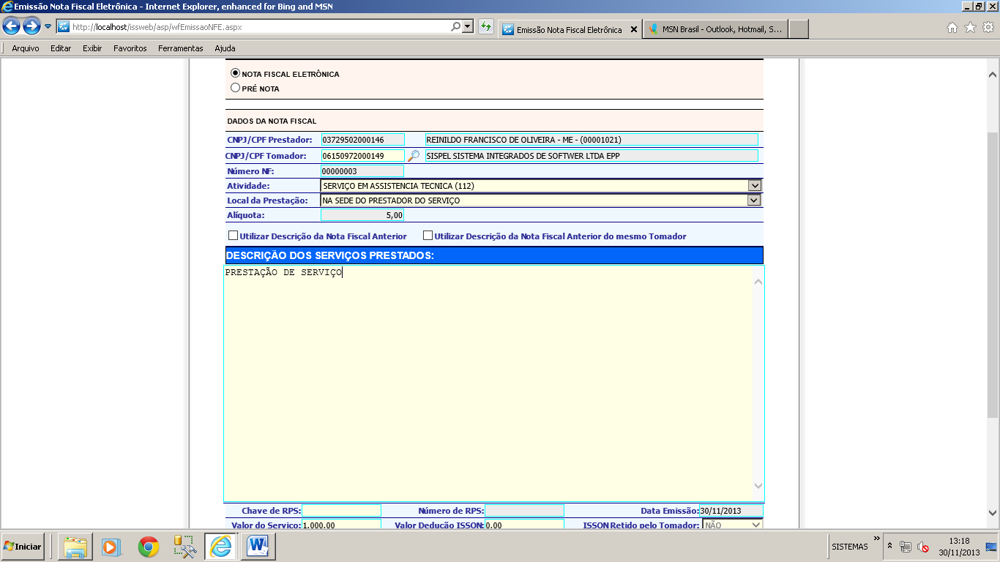 Emissão Nota Fiscal Eletrônica - Internet Explorer, enhanced for Bing and MSN
http://localhost/issweb/asp/wfEmissaoNFE.aspx
Emissão Nota Fiscal Eletrônica
MSN Brasil - Outlook, Hotmail, S...
Arquivo Editar Exibir Favoritos Ferramentas Ajuda
NOTA FISCAL ELETRÔNICA
PRÉ NOTA
DADOS DA NOTA FISCAL
CNPJ/CPF Prestador: 03729502000146 REINILDO FRANCISCO DE OLIVEIRA - ME - (00001021)
CNPJ/CPF Tomador: 06150972000149 SISPEL SISTEMA INTEGRADOS DE SOFTWER LTDA EPP
Número NF: 00000003
Atividade: SERVIÇO EM ASSISTENCIA TECNICA (112)
Local da Prestação: NA SEDE DO PRESTADOR DO SERVIÇO
Alíquota: 5,00
Utilizar Descrição da Nota Fiscal Anterior Utilizar Descrição da Nota Fiscal Anterior do mesmo Tomador
DESCRIÇÃO DOS SERVIÇOS PRESTADOS:
PRESTAÇÃO DE SERVIÇO
Chave de RPS: Número de RPS: Data Emissão: 30/11/2013
Valor do Serviço: 1.000,00 Valor Dedução ISSQN: 0,00 ISSQN Retido pelo Tomador: NÃO
Iniciar
SISTEMAS
13:18
30/11/2013